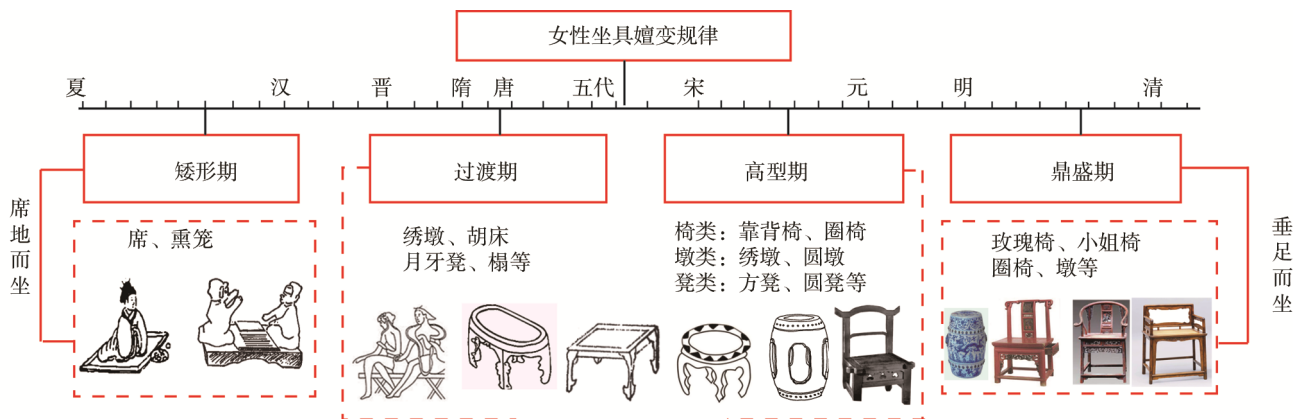 女性坐具嬗变规律
夏 汉 晋 隋 唐 五代 宋 元 明 清
矮形期
过渡期
高型期
鼎盛期
席地而坐
席、熏笼
绣墩、胡床
月牙凳、榻等
椅类：靠背椅、圈椅
墩类：绣墩、圆墩
凳类：方凳、圆凳等
玫瑰椅、小姐椅
圈椅、墩等
垂足而坐